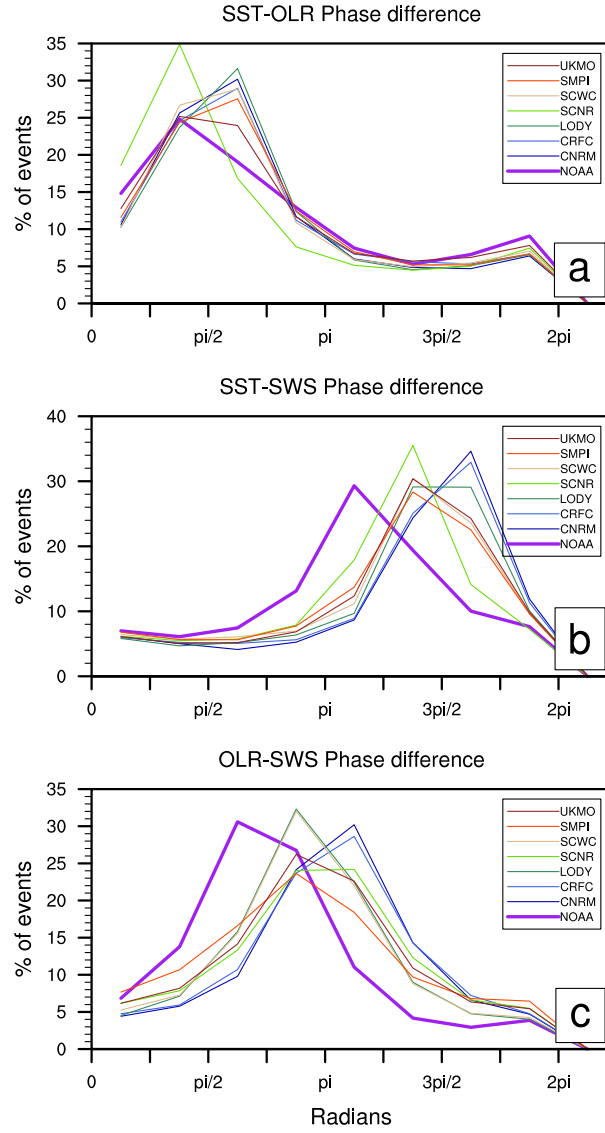 SST-OLR Phase difference
35
30
25
20
15
10
5
0
% of events
UKMO
SMPI
SCWC
SCNR
LODY
CRFC
CNRM
NOAA
a
0 pi/2 pi 3pi/2 2pi
SST-SWS Phase difference
40
30
20
10
0
% of events
UKMO
SMPI
SCWC
SCNR
LODY
CRFC
CNRM
NOAA
b
0 pi/2 pi 3pi/2 2pi
OLR-SWS Phase difference
35
30
25
20
15
10
5
0
% of events
UKMO
SMPI
SCWC
SCNR
LODY
CRFC
CNRM
NOAA
c
0 pi/2 pi 3pi/2 2pi
Radians